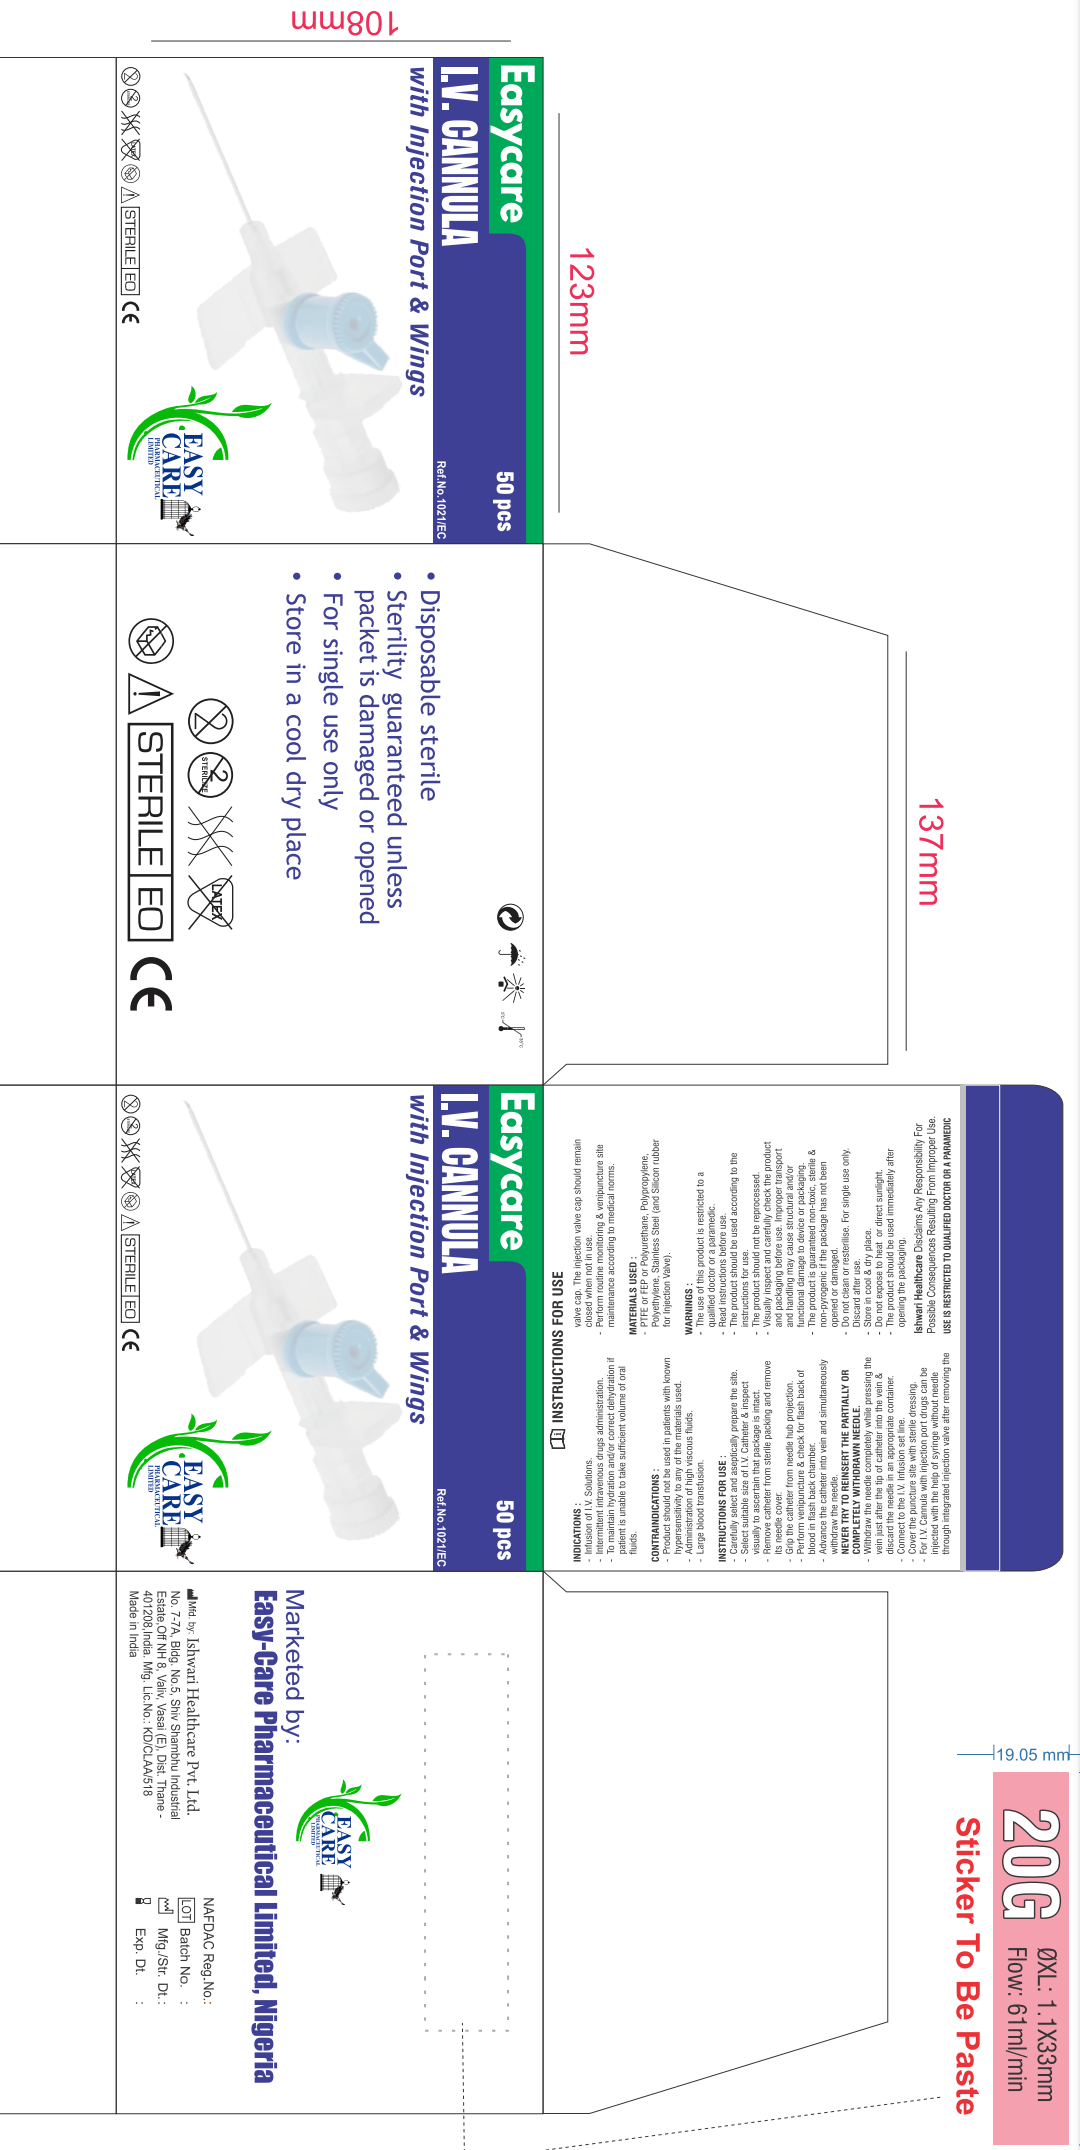 108mm
Easycare
I.V. CANNULA
with Injection Port & Wings
50 pcs
Ref.No.1021/EC
STERILE EO
CE
EASY
CARE
PHARMACEUTICAL
LIMITED
123mm
• Disposable sterile
• Sterility guaranteed unless
packet is damaged or opened
• For single use only
• Store in a cool dry place
2
2
STERILIZE
LATEX
STERILE EO
CE
137mm
Easycare
I.V. CANNULA
with Injection Port & Wings
50 pcs
Ref.No.1021/EC
STERILE EO
CE
EASY
CARE
PHARMACEUTICAL
LIMITED
INSTRUCTIONS FOR USE
INDICATIONS :
- Infusion of I.V. Solutions.
- Intermittent intravenous drugs administration.
- To maintain hydration and/or correct dehydration if
patient is unable to take sufficient volume of oral
fluids.
CONTRAINDICATIONS :
- Product should not be used in patients with known
hypersensitivity to any of the materials used.
- Administration of high viscous fluids.
- Large blood transfusion.
INSTRUCTIONS FOR USE :
- Carefully select and aseptically prepare the site.
- Select suitable size of I.V. Catheter & inspect
visually to ascertain that package is intact.
- Remove catheter from sterile packing and remove
its needle cover.
- Grip the catheter from needle hub projection.
- Perform venipuncture & check for flash back of
blood in flash back chamber.
- Advance the catheter into vein and simultaneously
withdraw the needle.
NEVER TRY TO REINSERT THE PARTIALLY OR
COMPLETELY WITHDRAWN NEEDLE.
- Withdraw the needle completely while pressing the
vein just after the tip of catheter into the vein &
discard the needle in an appropriate container.
- Connect to the I.V. Infusion set line.
- Cover the puncture site with sterile dressing.
- For I.V. Cannula with injection port drugs can be
injected with the help of syringe without needle
through integrated injection valve after removing the
valve cap. The injection valve cap should remain
closed when not in use.
- Perform routine monitoring & venipuncture site
maintenance according to medical norms.
MATERIALS USED :
- PTFE or FEP or Polyurethane, Polypropylene,
Polyethylene, Stainless Steel (and Silicon rubber
for Injection Valve).
WARNINGS :
- The use of this product is restricted to a
qualified doctor or a paramedic.
- Read instructions before use.
- The product should be used according to the
instructions for use.
- The product should not be reprocessed.
- Visually inspect and carefully check the product
and packaging before use. Improper transport
and handling may cause structural and/or
functional damage to device or packaging.
- The product is guaranteed non-toxic, sterile &
non-pyrogenic if the package has not been
opened or damaged.
- Do not clean or resterilise. For single use only.
Discard after use.
- Store in cool & dry place.
- Do not expose to heat or direct sunlight.
- The product should be used immediately after
opening the packaging.
Ishwari Healthcare Disclaims Any Responsibility For
Possible Consequences Resulting From Improper Use.
USE IS RESTRICTED TO QUALIFIED DOCTOR OR A PARAMEDIC
Marketed by:
Easy-Care Pharmaceutical Limited, Nigeria
EASY
CARE
PHARMACEUTICAL
LIMITED
Mfd. by: Ishwari Healthcare Pvt. Ltd.
No. 7-7A, Bldg. No.5, Shiv Shambhu Industrial
Estate,Off NH 8, Valiv, Vasai (E), Dist. Thane -
401208,India. Mfg. Lic.No.: KD/CLAA/518
Made in India
NAFDAC Reg.No.:
LOT Batch No. :
Mfg./Str. Dt.:
Exp. Dt. :
19.05 mm
20G
ØXL: 1.1X33mm
Flow: 61ml/min
Sticker To Be Paste